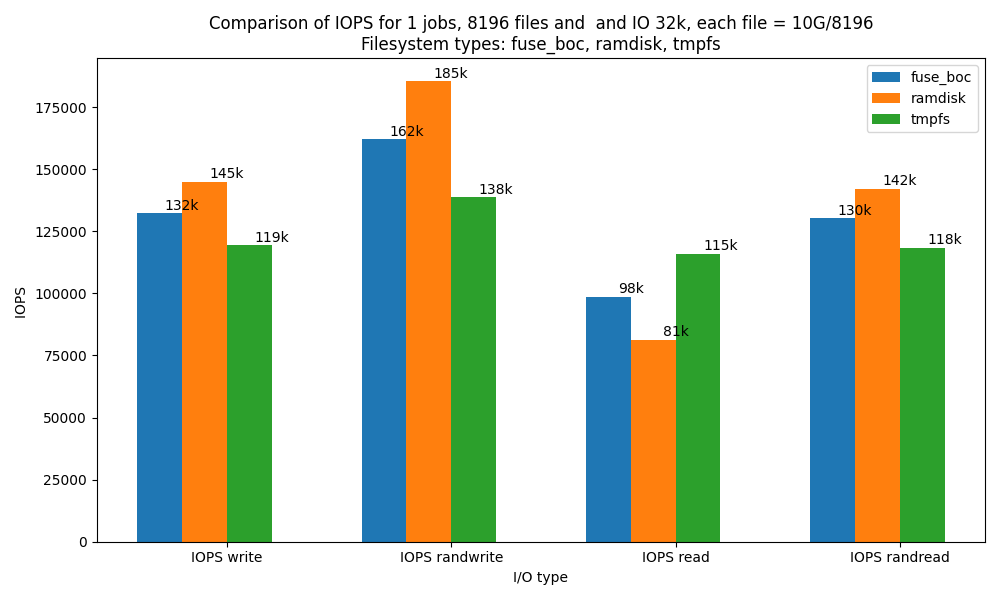 Comparison of IOPS for 1 jobs, 8196 files and  and IO 32k, each file = 10G/8196
Filesystem types: fuse_boc, ramdisk, tmpfs
fuse_boc
ramdisk
tmpfs
IOPS
175000
150000
125000
100000
75000
50000
25000
0
132k
145k
119k
162k
185k
138k
98k
81k
115k
130k
142k
118k
IOPS write
IOPS randwrite
IOPS read
IOPS randread
I/O type